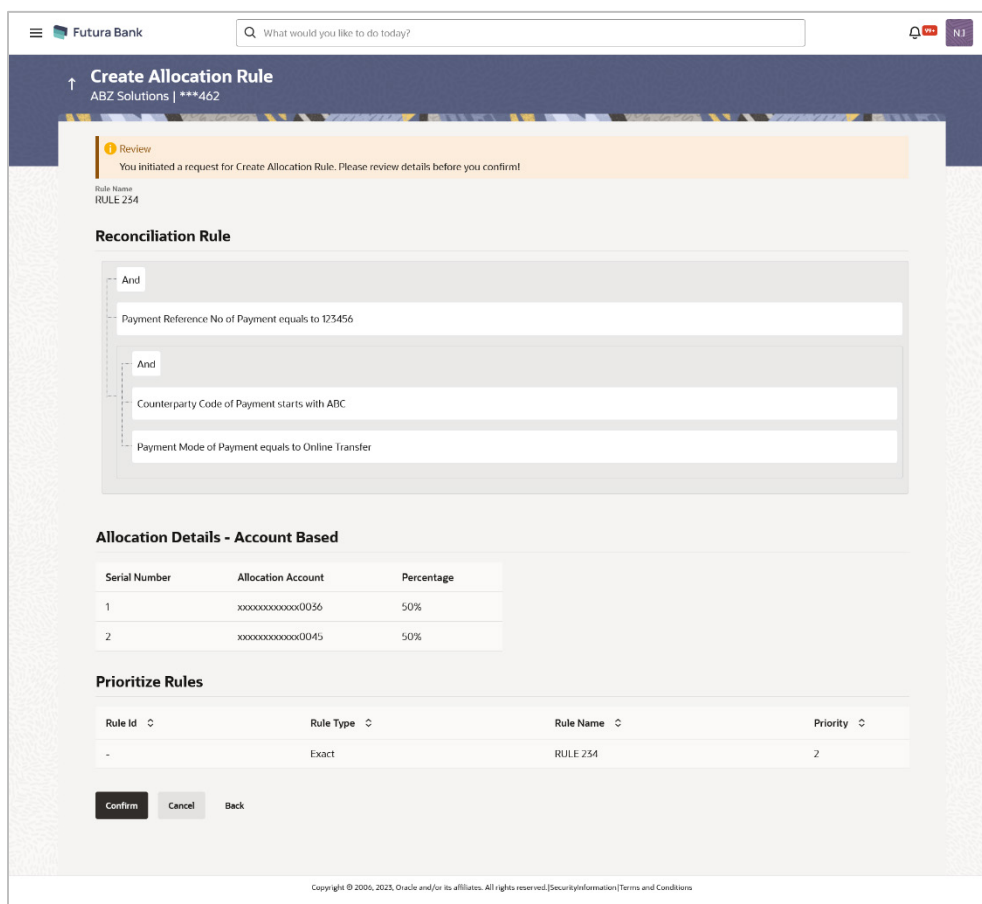 Futura Bank
What would you like to do today?
99+
NJ
Create Allocation Rule
ABZ Solutions | ***462
Review
You initiated a request for Create Allocation Rule. Please review details before you confirm!
Rule Name
RULE 234
Reconciliation Rule
And
Payment Reference No of Payment equals to 123456
And
Counterparty Code of Payment starts with ABC
Payment Mode of Payment equals to Online Transfer
Allocation Details - Account Based
Serial Number Allocation Account Percentage
1 xxxxxxxxxxxx0036 50%
2 xxxxxxxxxxxx0045 50%
Prioritize Rules
Rule Id Rule Type Rule Name Priority
- Exact RULE 234 2
Confirm Cancel Back
Copyright © 2006, 2023, Oracle and/or its affiliates. All rights reserved.|SecurityInformation|Terms and Conditions